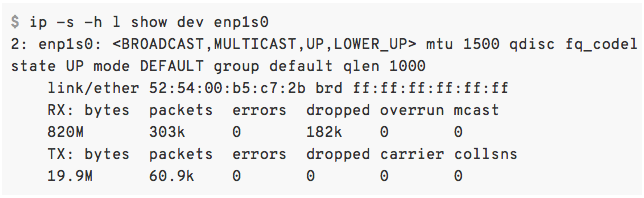 $ ip -s -h l show dev enp1s0
2: enp1s0: <BROADCAST,MULTICAST,UP,LOWER_UP> mtu 1500 qdisc fq_codel
state UP mode DEFAULT group default qlen 1000
    link/ether 52:54:00:b5:c7:2b brd ff:ff:ff:ff:ff:ff
    RX: bytes  packets  errors  dropped overrun mcast
    820M       303k     0       182k    0       0
    TX: bytes  packets  errors  dropped carrier collsns
    19.9M      60.9k    0       0       0       0